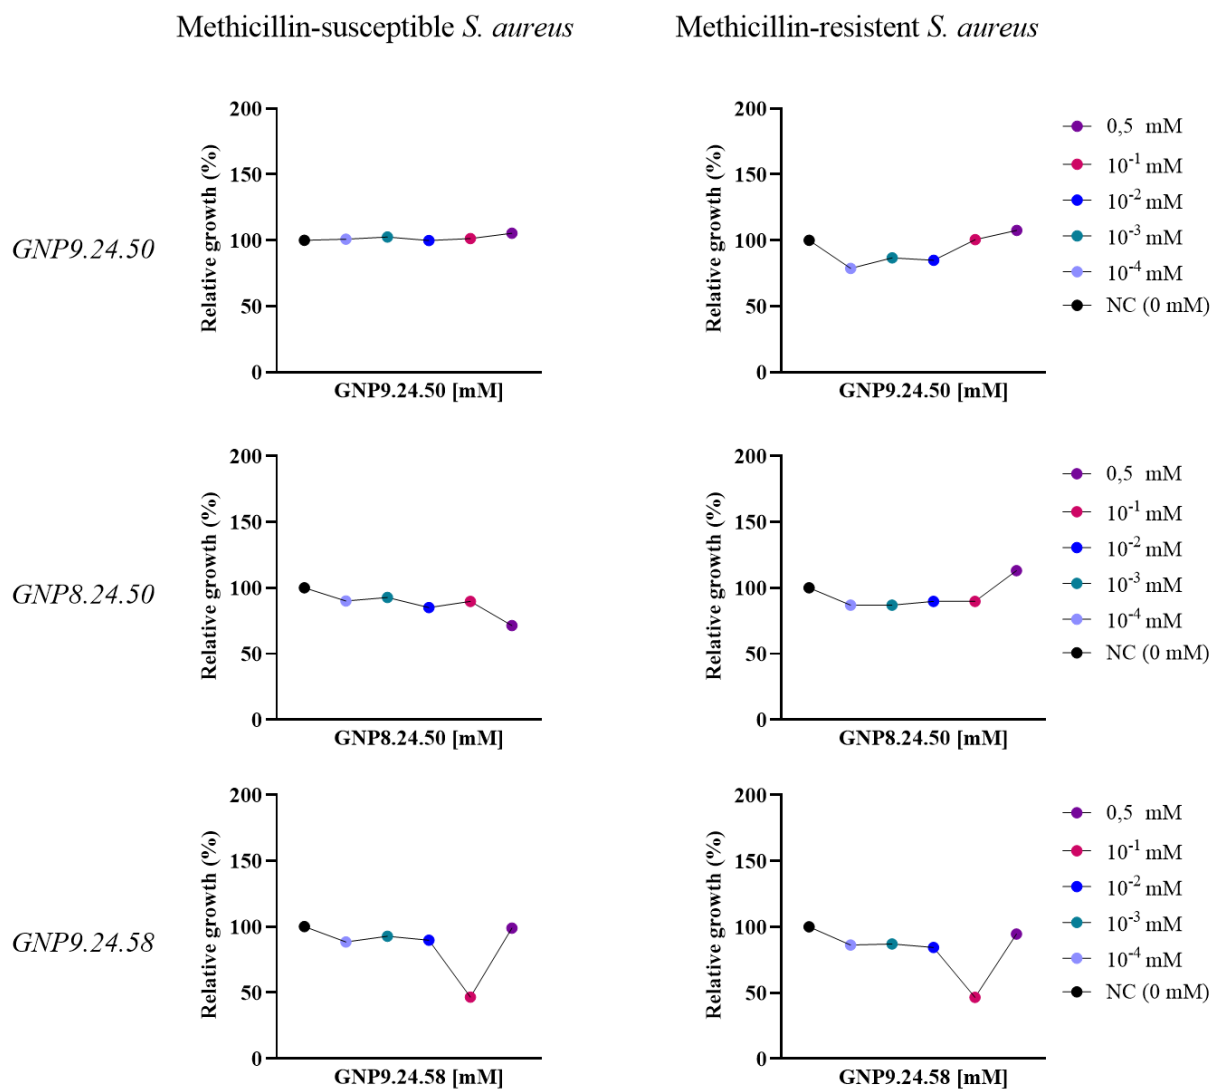 Methicillin-susceptible S. aureus
Methicillin-resistent S. aureus
GNP9.24.50
Relative growth (%)
200
150
100
50
0
GNP9.24.50 [mM]
Relative growth (%)
200
150
100
50
0
GNP9.24.50 [mM]
0,5 mM
10⁻¹ mM
10⁻² mM
10⁻³ mM
10⁻⁴ mM
NC (0 mM)
GNP8.24.50
Relative growth (%)
200
150
100
50
0
GNP8.24.50 [mM]
Relative growth (%)
200
150
100
50
0
GNP8.24.50 [mM]
0,5 mM
10⁻¹ mM
10⁻² mM
10⁻³ mM
10⁻⁴ mM
NC (0 mM)
GNP9.24.58
Relative growth (%)
200
150
100
50
0
GNP9.24.58 [mM]
Relative growth (%)
200
150
100
50
0
GNP9.24.58 [mM]
0,5 mM
10⁻¹ mM
10⁻² mM
10⁻³ mM
10⁻⁴ mM
NC (0 mM)